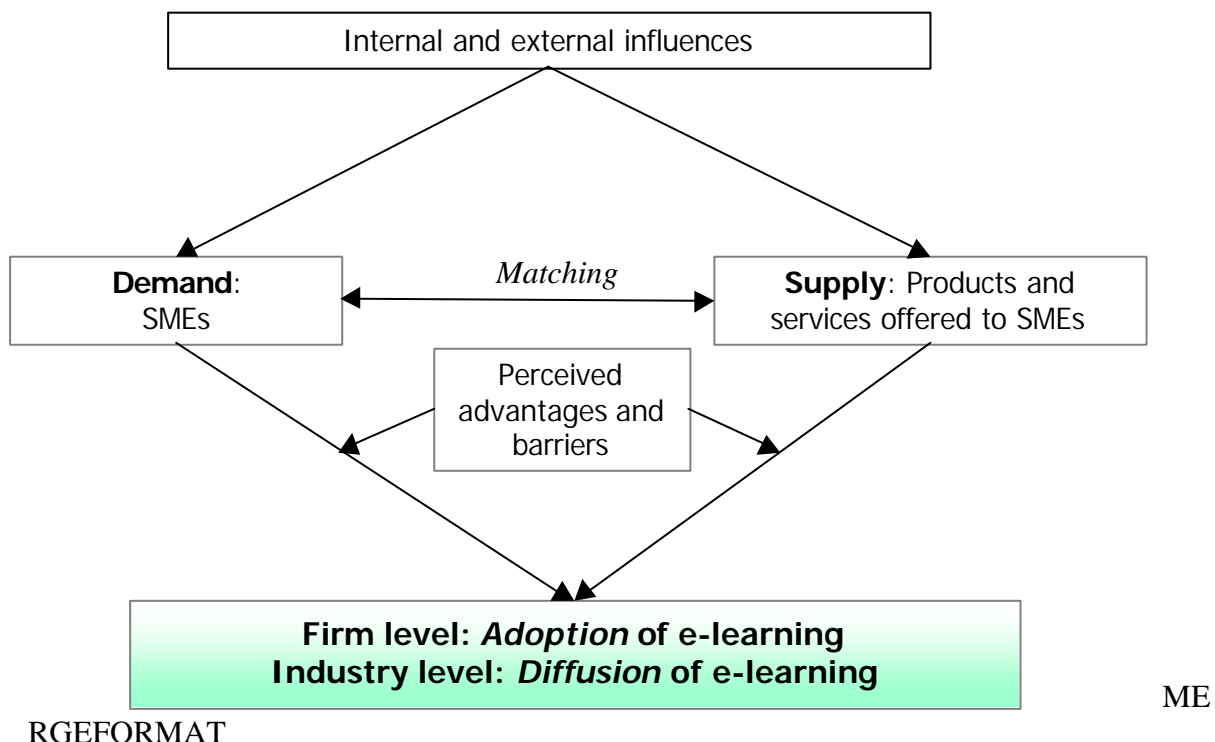 Internal and external influences
Demand:
SMEs
Matching
Supply: Products and
services offered to SMEs
Perceived
advantages and
barriers
Firm level: Adoption of e-learning
Industry level: Diffusion of e-learning
ME
RGEFORMAT